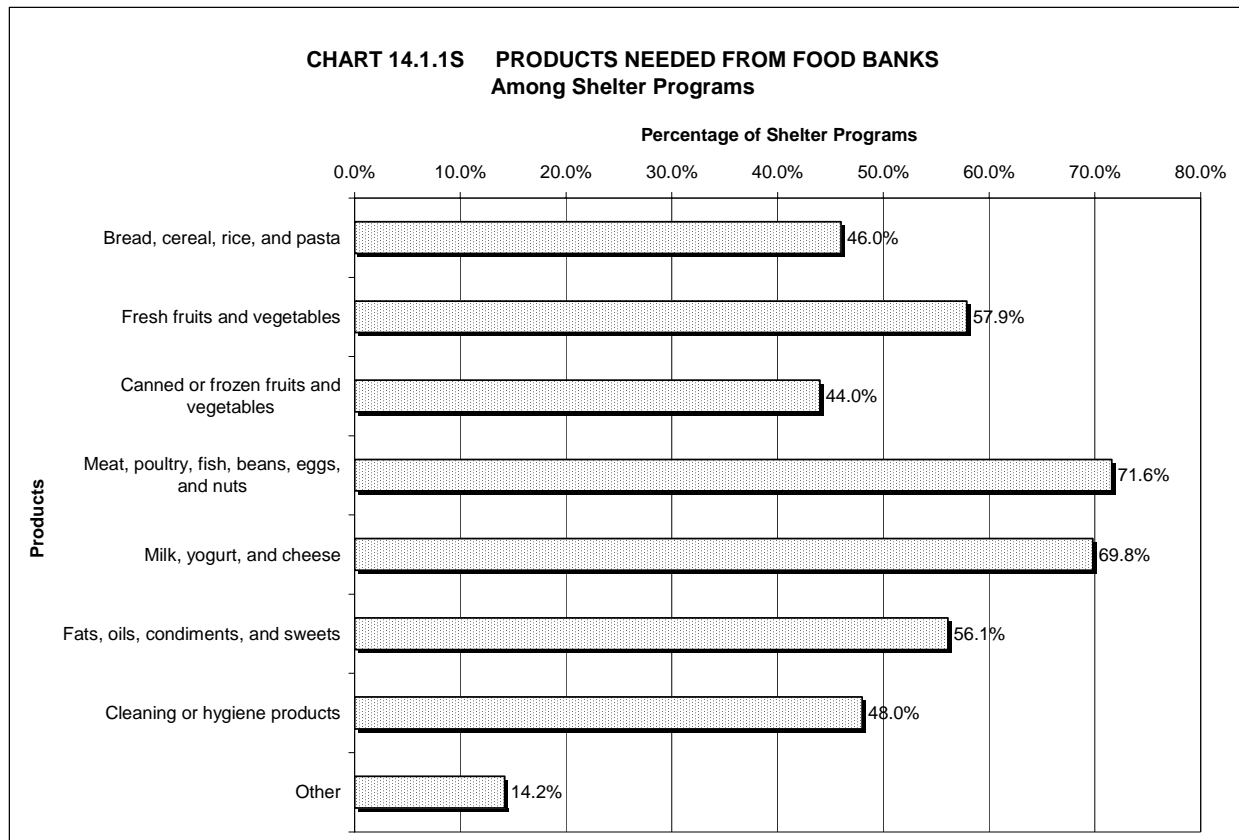 CHART 14.1.1S PRODUCTS NEEDED FROM FOOD BANKS
Among Shelter Programs
Percentage of Shelter Programs
0.0% 10.0% 20.0% 30.0% 40.0% 50.0% 60.0% 70.0% 80.0%
Products
Bread, cereal, rice, and pasta 46.0%
Fresh fruits and vegetables 57.9%
Canned or frozen fruits and
vegetables 44.0%
Meat, poultry, fish, beans, eggs,
and nuts 71.6%
Milk, yogurt, and cheese 69.8%
Fats, oils, condiments, and sweets 56.1%
Cleaning or hygiene products 48.0%
Other 14.2%